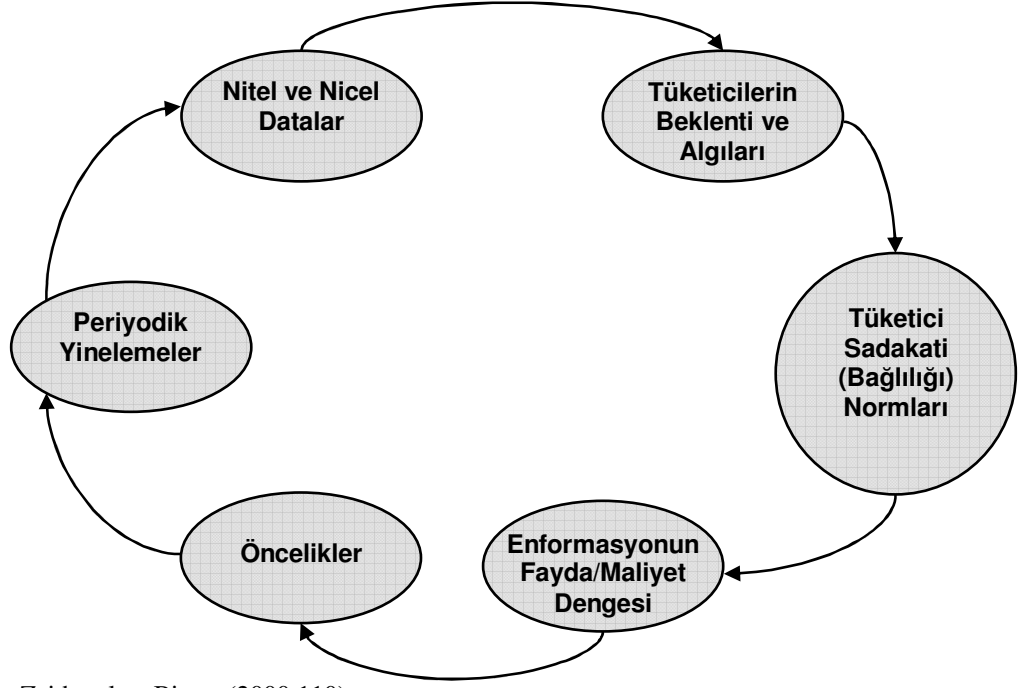 Nitel ve Nicel
Datalar
Tüketicilerin
Beklenti ve
Algıları
Tüketici
Sadakati
(Bağlılığı)
Normları
Enformasyonun
Fayda/Maliyet
Dengesi
Öncelikler
Periyodik
Yinelemeler